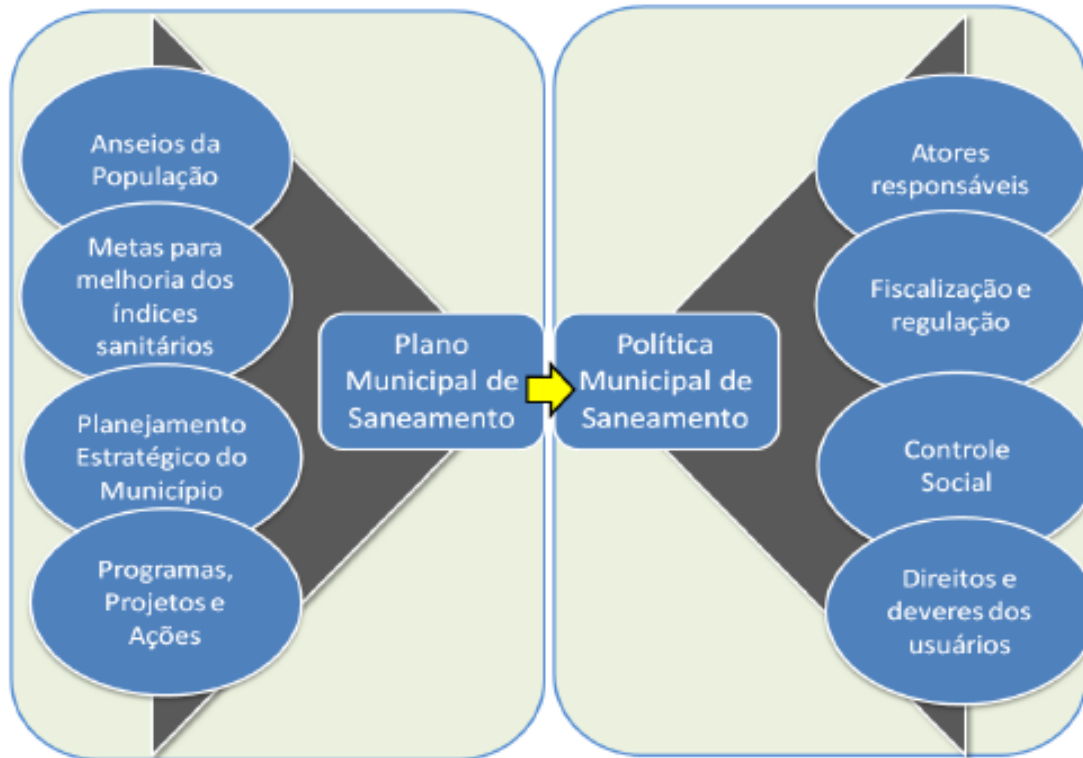 Anseios da
População
Metas para
melhoria dos
índices
sanitários
Planejamento
Estratégico do
Município
Programas,
Projetos e
Ações
Plano
Municipal de
Saneamento
Política
Municipal de
Saneamento
Atores
responsáveis
Fiscalização e
regulação
Controle
Social
Direitos e
deveres dos
usuários